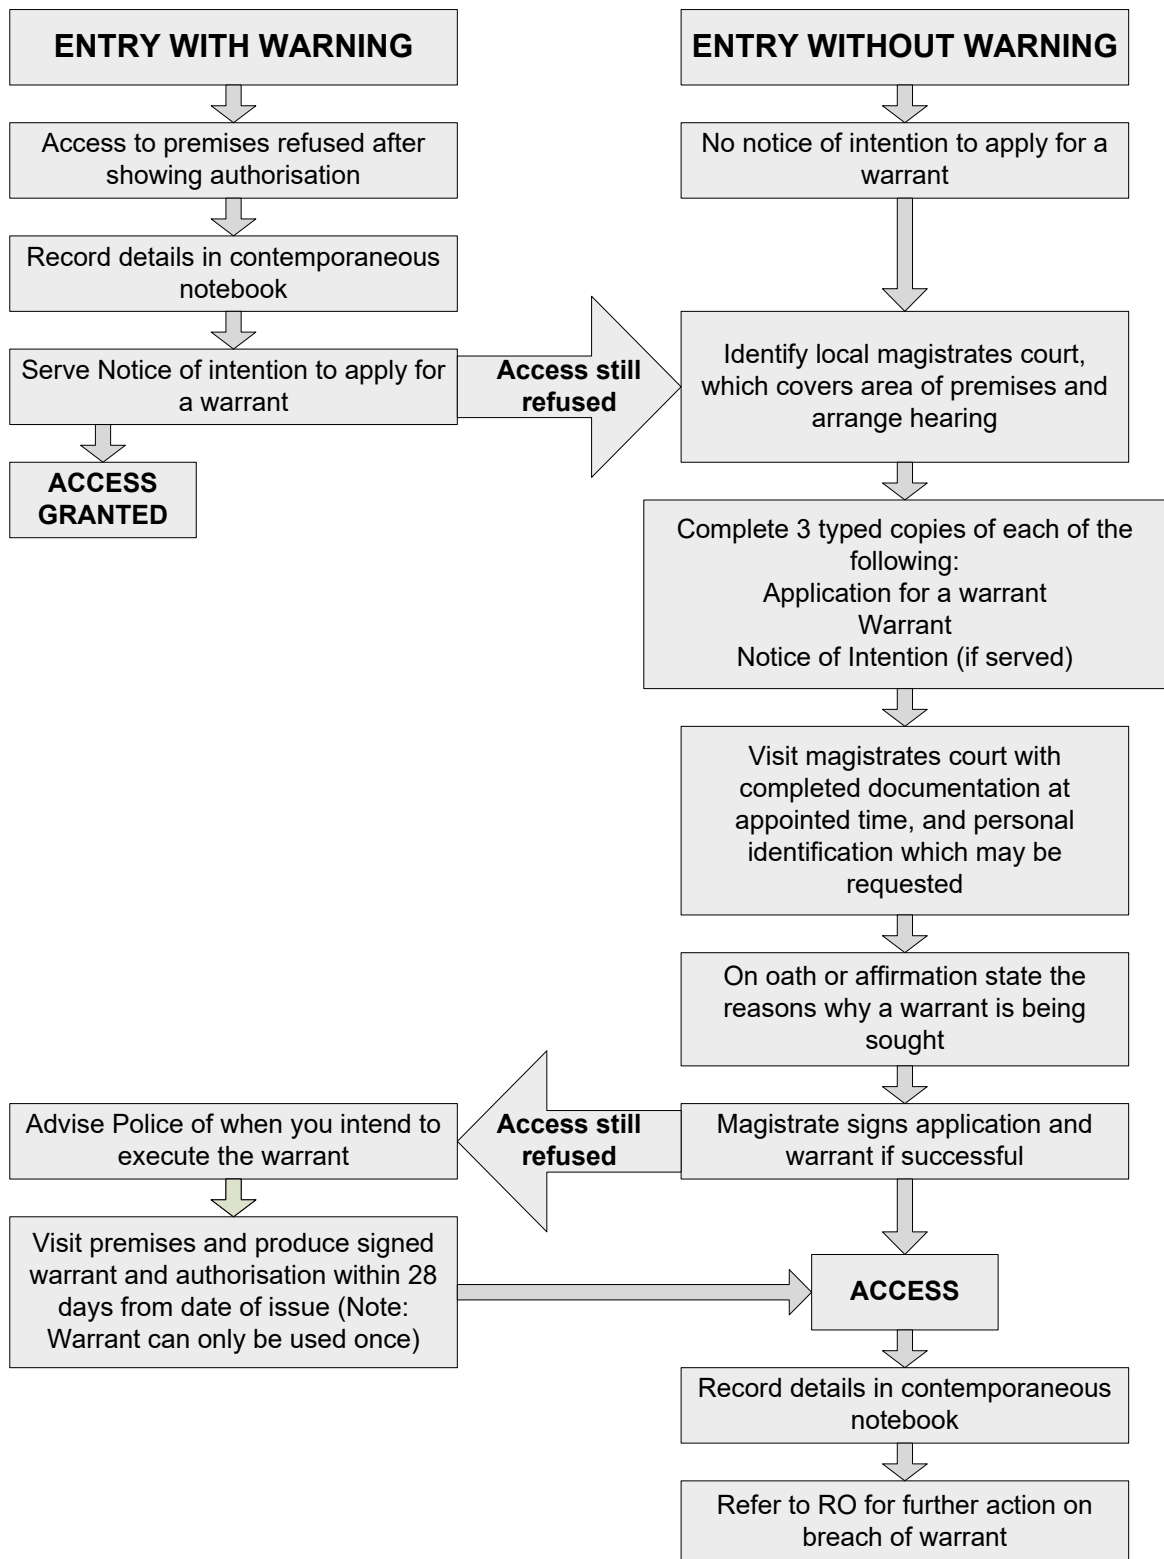 ENTRY WITH WARNING
Access to premises refused after
showing authorisation
Record details in contemporaneous
notebook
Serve Notice of intention to apply for
a warrant
ACCESS
GRANTED
Access still
refused
ENTRY WITHOUT WARNING
No notice of intention to apply for a
warrant
Identify local magistrates court,
which covers area of premises and
arrange hearing
Complete 3 typed copies of each of the
following:
Application for a warrant
Warrant
Notice of Intention (if served)
Visit magistrates court with
completed documentation at
appointed time, and personal
identification which may be
requested
On oath or affirmation state the
reasons why a warrant is being
sought
Magistrate signs application and
warrant if successful
Access still
refused
Advise Police of when you intend to
execute the warrant
Visit premises and produce signed
warrant and authorisation within 28
days from date of issue (Note:
Warrant can only be used once)
ACCESS
Record details in contemporaneous
notebook
Refer to RO for further action on
breach of warrant